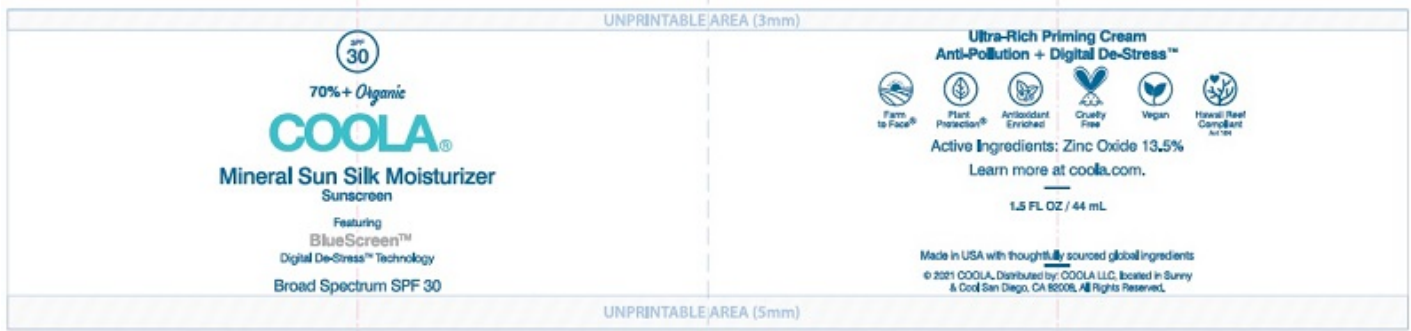 UNPRINTABLE AREA (3mm)
SPF
30
70%+ Organic
COOLA®
Mineral Sun Silk Moisturizer
Sunscreen
Featuring
BlueScreen™
Digital De-Stress™ Technology
Broad Spectrum SPF 30
Ultra-Rich Priming Cream
Anti-Pollution + Digital De-Stress™
Farm
to Face®
Plant
Protection®
Antioxidant
Enriched
Cruelty
Free
Vegan
Hawaii Reef
Compliant
Act 104
Active Ingredients: Zinc Oxide 13.5%
Learn more at coola.com.
1.5 FL OZ / 44 mL
Made in USA with thoughtfully sourced global ingredients
© 2021 COOLA. Distributed by: COOLA LLC, located in Sunny
& Cool San Diego, CA 92008. All Rights Reserved.
UNPRINTABLE AREA (5mm)